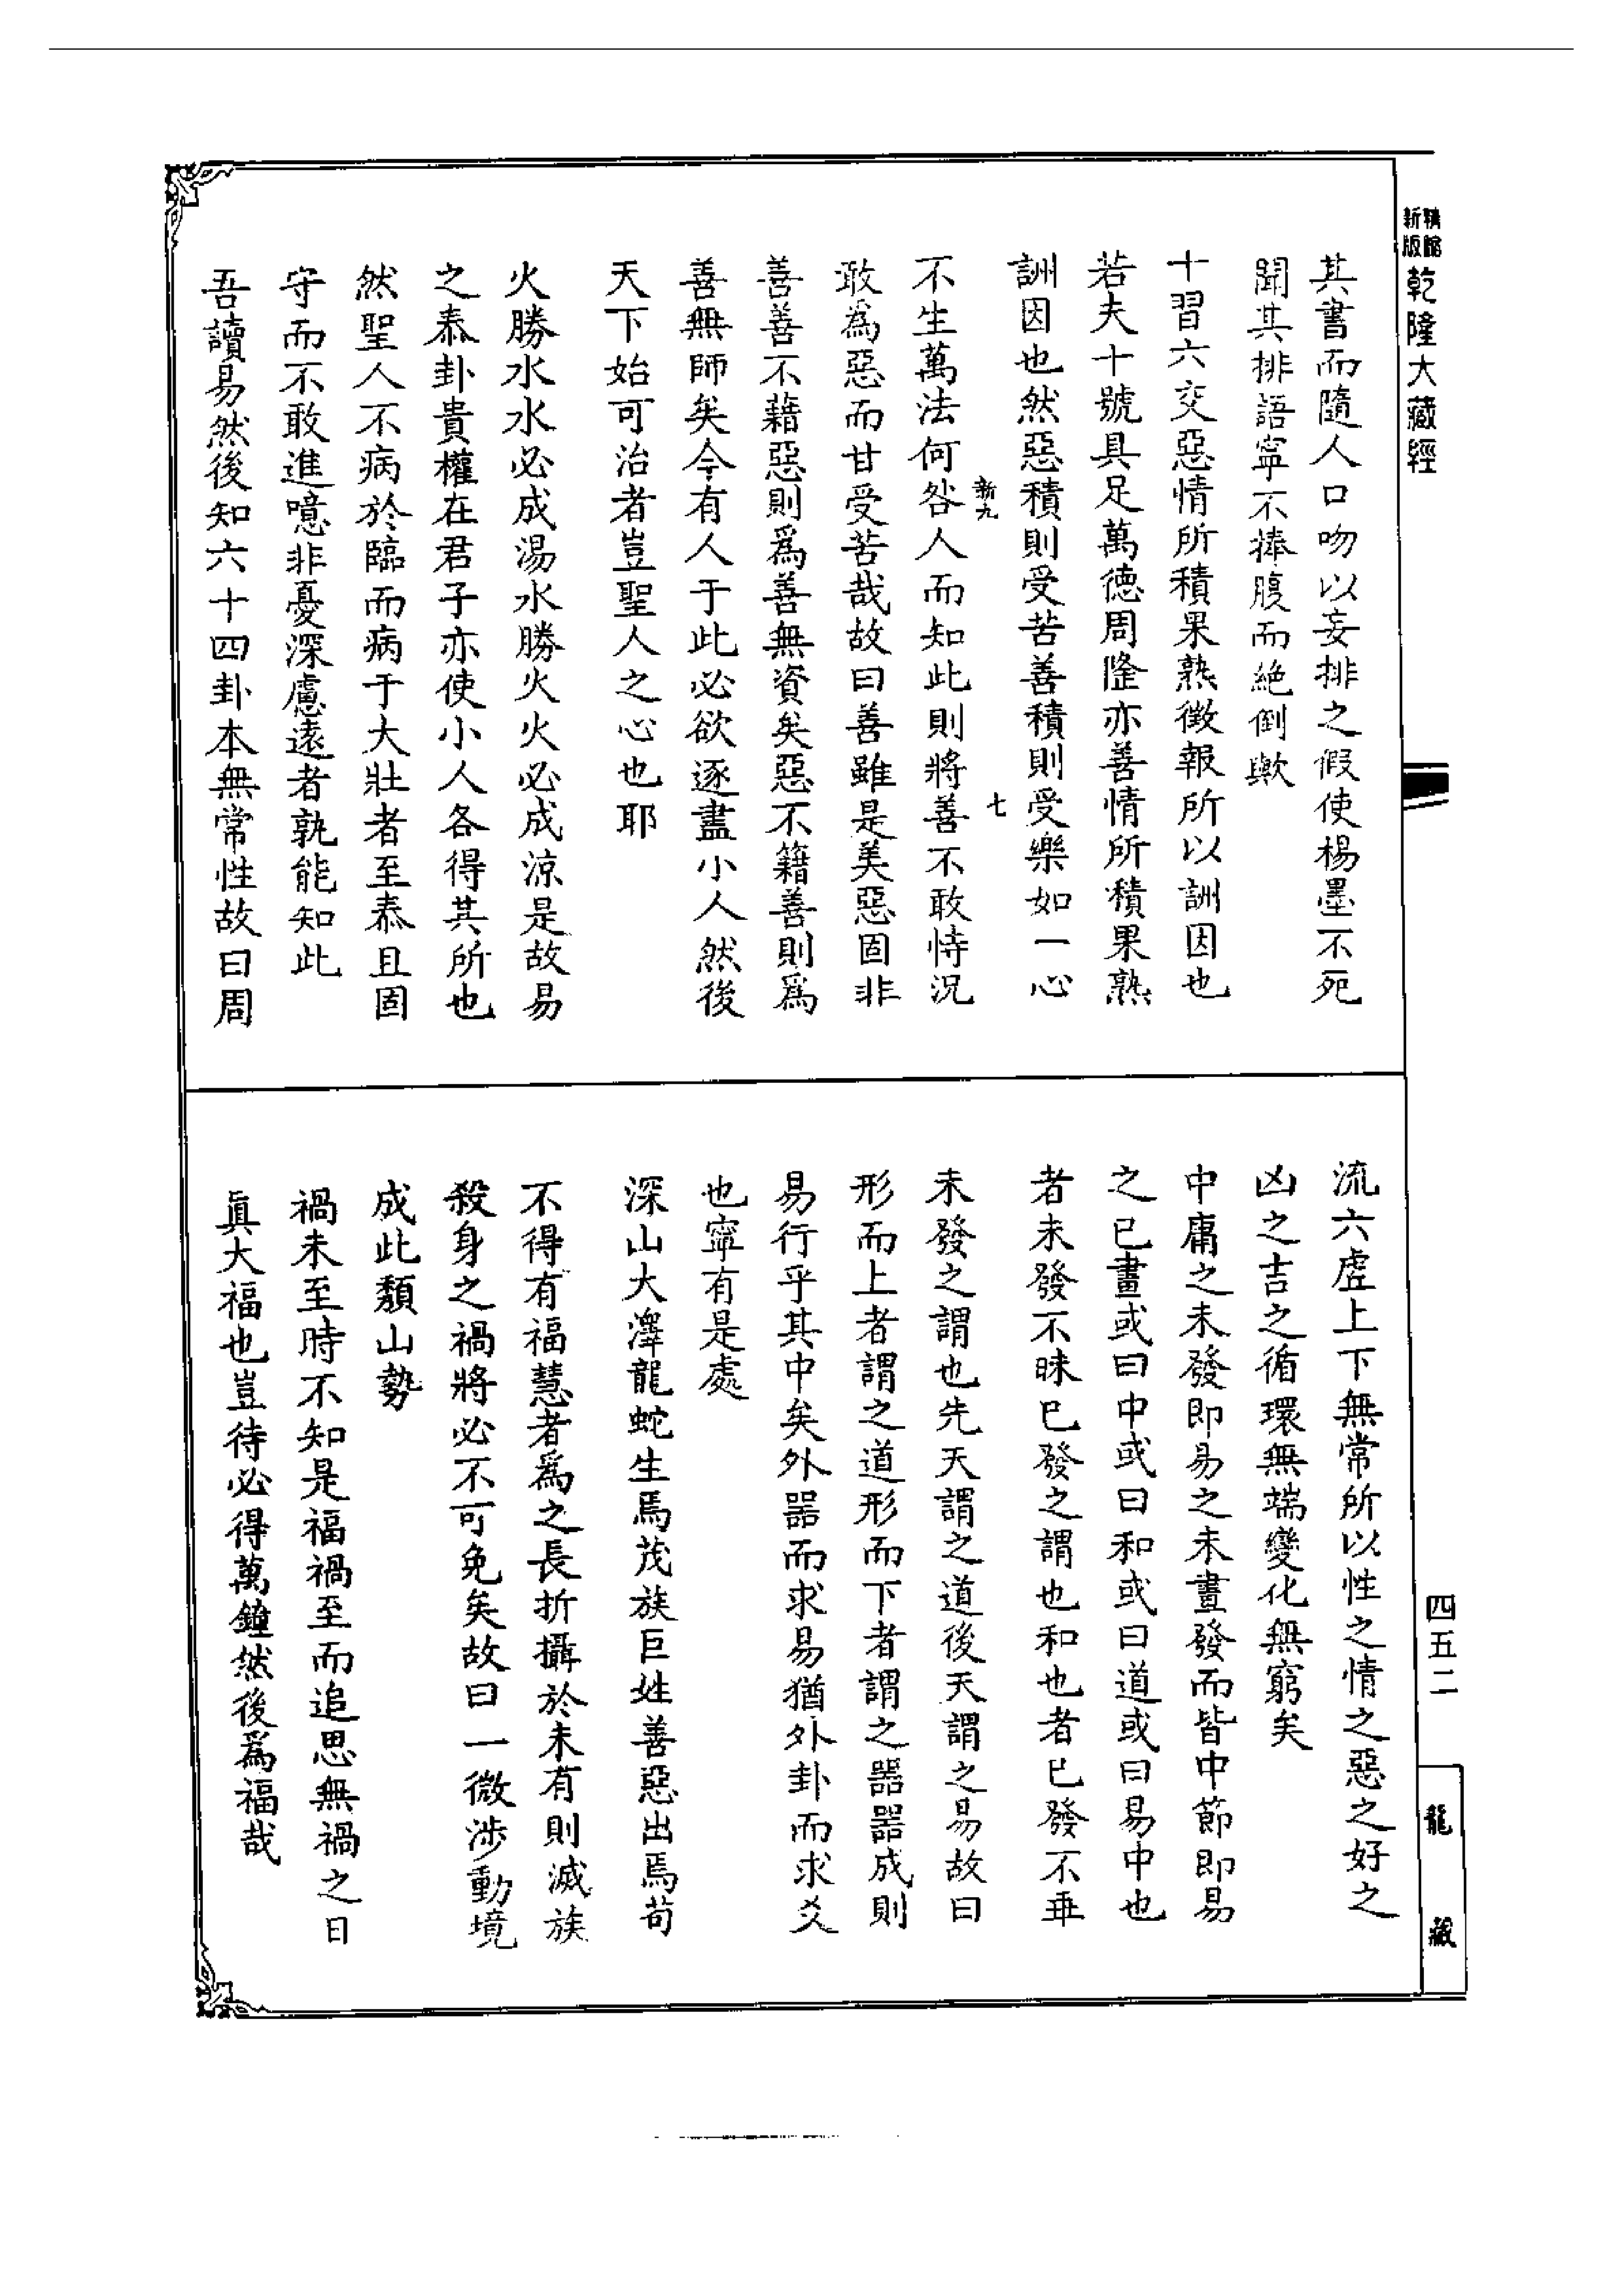 乾隆大藏經
其書而隨人口吻以妄排之假使楊墨不死
聞其排語寧不捧腹而絕倒歟
十習六交惡情所積果熟徴報所以訓因也
若夫十號具足萬德周隆亦善情所積果熟
訓因也然惡積則受苦善積則受樂如一心
新九
七
不生萬法何咎人而知此則將善不敢恃況
敢為惡而甘受苦哉故曰善雖是美惡固非
善善不藉惡則為善無資矣惡不籍善則為
善無師矣今有人于此必欲逐盡小人然後
天下始可治者豈聖人之心也耶
火勝水水必成湯水勝火火必成涼是故易
之泰卦貴權在君子亦使小人各得其所也
然聖人不病於臨而病于大壯者至泰且固
守而不敢進噫非憂深慮遠者孰能知此
吾讀易然後知六十四卦本無常性故曰周
流六虛上下無常所以性之情之惡之好之
凶之吉之循環無端變化無窮矣
中庸之未發即易之未畫發而皆中節即易
之已畫或曰中或曰和或曰道或曰易中也
者未發不昧已發之謂也和也者已發不乖
未發之謂也先天謂之道後天謂之易故曰
形而上者謂之道形而下者謂之器器成則
易行乎其中矣外器而求易猶外卦而求爻
也寧有是處
深山大澤龍蛇生焉茂族巨姓善惡出焉苟
不得有福慧者為之長折攝於未有則滅族
殺身之禍將必不可免矣故曰一微涉動境
成此頹山勢
禍未至時不知是福禍至而追思無禍之日
眞大福也豈待必得萬鐘然後為福哉
四五二
龍藏